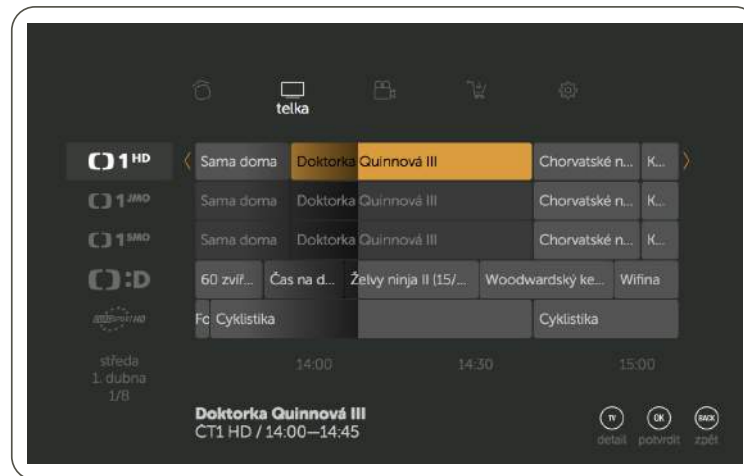 telka
1 HD
Sama doma Doktorka Quinnová III Chorvatské n... K...
1 JMO
Sama doma Doktorka Quinnová III Chorvatské n... K...
1 SMO
Sama doma Doktorka Quinnová III Chorvatské n... K...
:D
60 zvíř... Čas na d... Želvy ninja II (15/... Woodwardský ke... Wifina
HD
Fo Cyklistika Cyklistika
středa 14:00 14:30 15:00
1. dubna
1/8
Doktorka Quinnová III
ČT1 HD / 14:00—14:45
TV OK BACK
detail potvrdit zpět